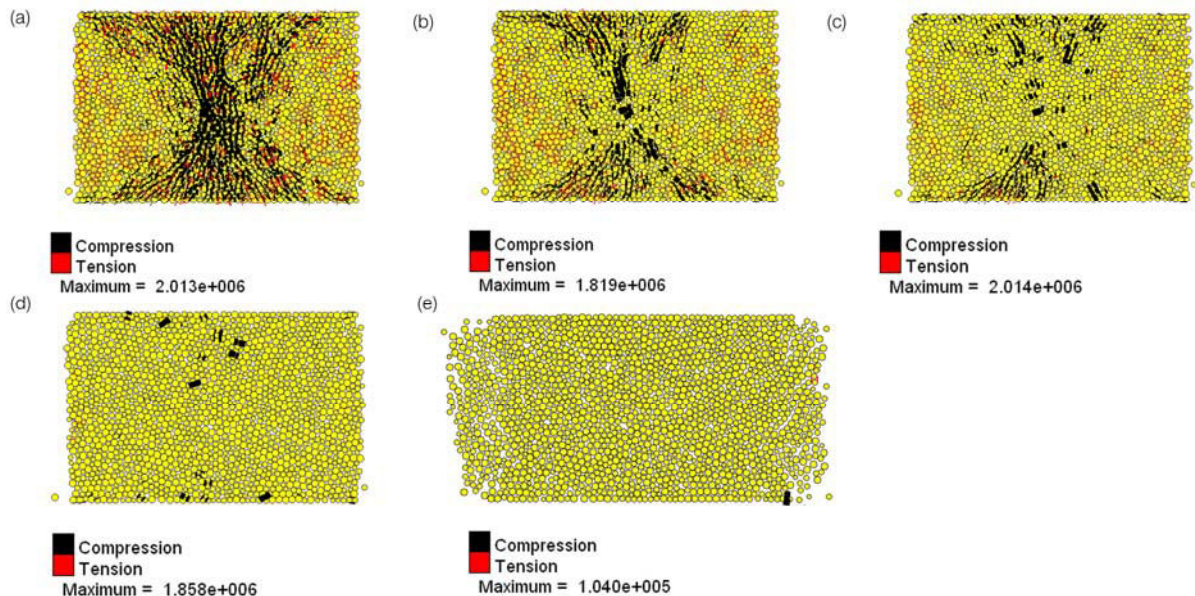 (a)
Compression
Tension
Maximum = 2.013e+006
(b)
Compression
Tension
Maximum = 1.819e+006
(c)
Compression
Tension
Maximum = 2.014e+006
(d)
Compression
Tension
Maximum = 1.858e+006
(e)
Compression
Tension
Maximum = 1.040e+005